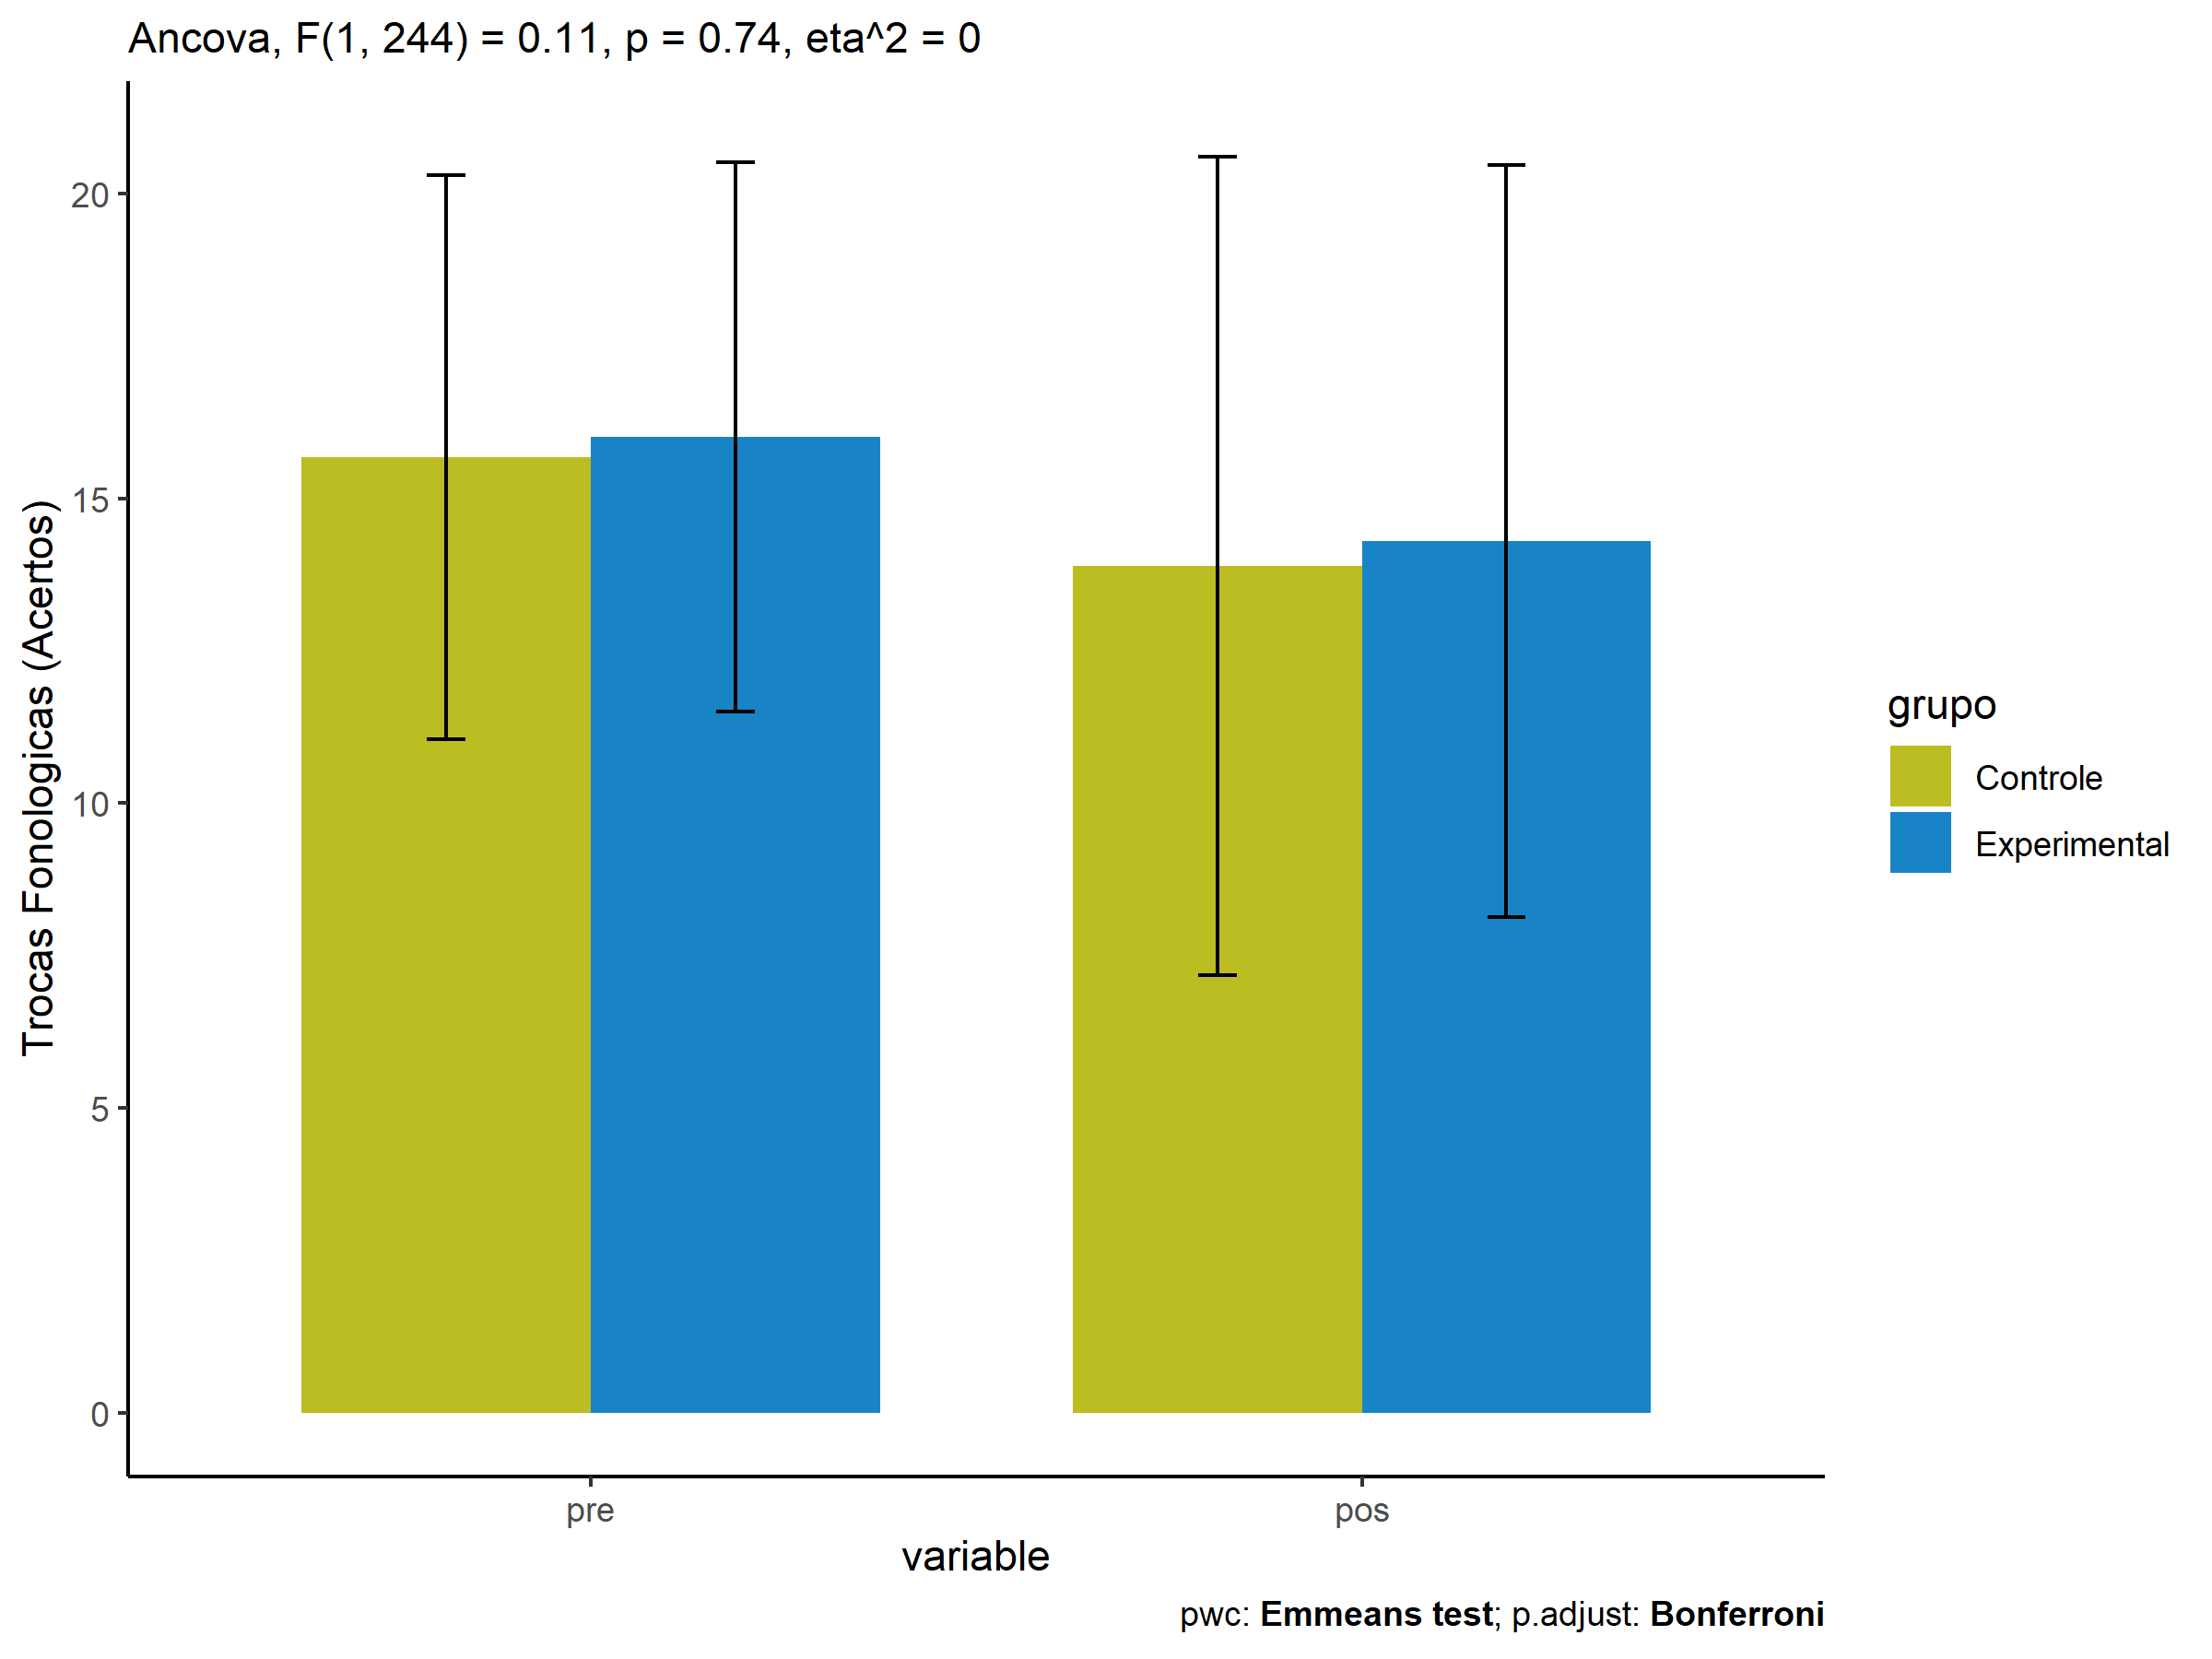 Ancova, F(1, 244) = 0.11, p = 0.74, eta^2 = 0
Trocas Fonologicas (Acertos)
20
15
10
5
0
pre
pos
variable
grupo
Controle
Experimental
pwc: Emmeans test; p.adjust: Bonferroni